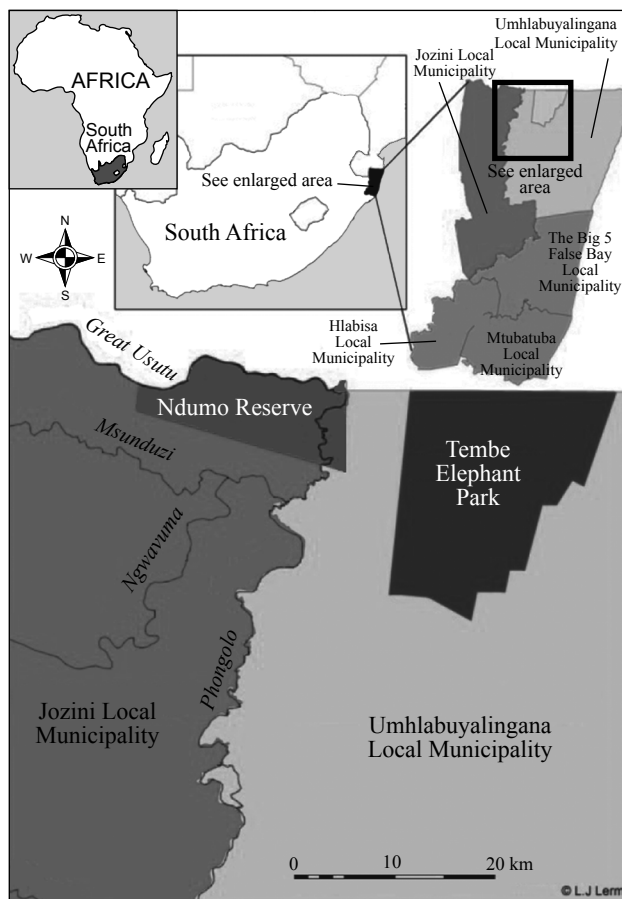 AFRICA
South
Africa
See enlarged area
South Africa
N
W
E
S
Umhlabuyalingana
Local Municipality
Jozini Local
Municipality
See enlarged
area
The Big 5
False Bay
Local
Municipality
Hlabisa
Local
Municipality
Mtubatuba
Local
Municipality
Great Usutu
Ndumo Reserve
Msunduzi
Tembe
Elephant
Park
Ngwavuma
Phongolo
Jozini Local
Municipality
Umhlabuyalingana
Local Municipality
0 10 20 km
© L.J Lerm